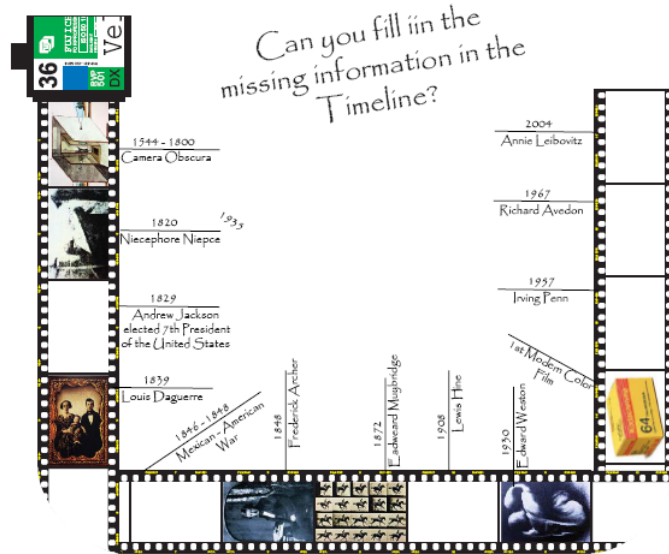 Can you fill iin the
missing information in the
Timeline?
36
DX
Ve
1544 - 1800
Camera Obscura
1820
Niecephore Niepce
1935
1829
Andrew Jackson
elected 7th President
of the United States
1839
Louis Daguerre
1846 - 1848
Mexican - American
War
1848
Frederick Archer
1872
Eadweard Muybridge
1908
Lewis Hine
1930
Edward Weston
1st Modern Color
Film
64
1957
Irving Penn
1967
Richard Avedon
2004
Annie Leibovitz